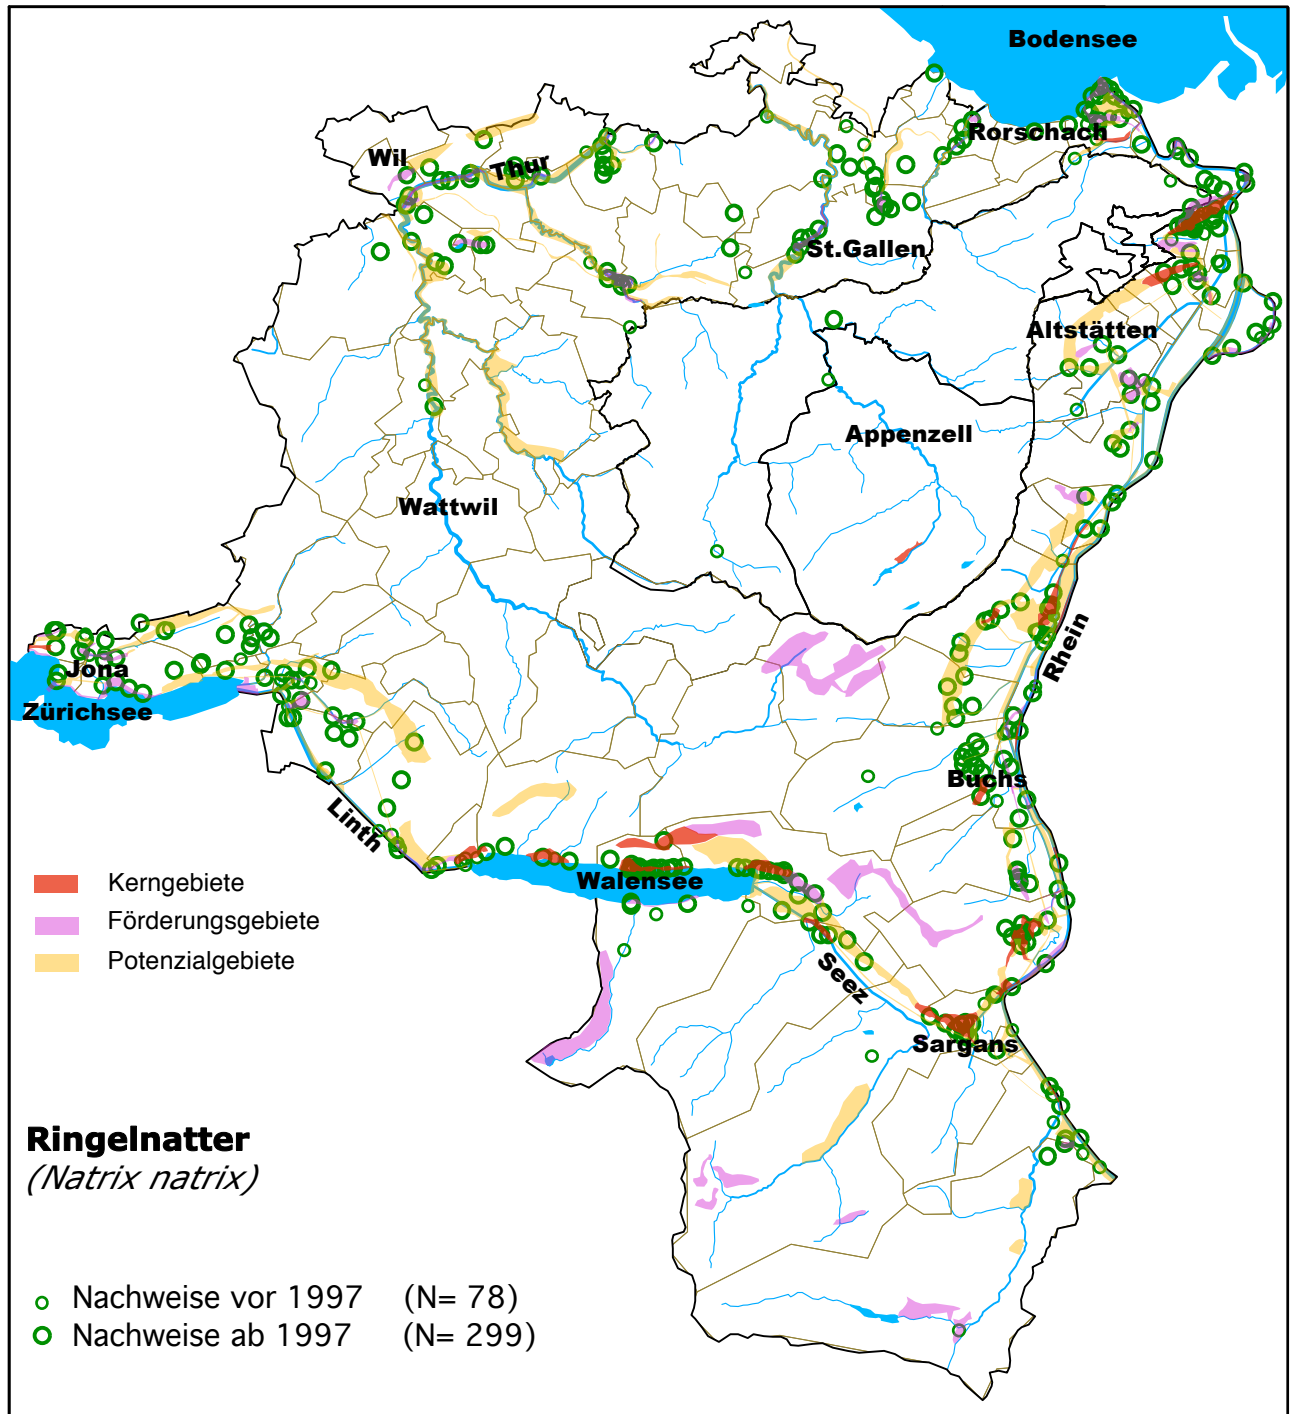 Bodensee
Rorschach
Wil
Thur
St.Gallen
Altstätten
Appenzell
Wattwil
Rhein
Jona
Zürichsee
Buchs
Linth
Walensee
Kerngebiete
Förderungsgebiete
Potenzialgebiete
Seez
Sargans
Ringelnatter
(Natrix natrix)
Nachweise vor 1997 (N= 78)
Nachweise ab 1997 (N= 299)